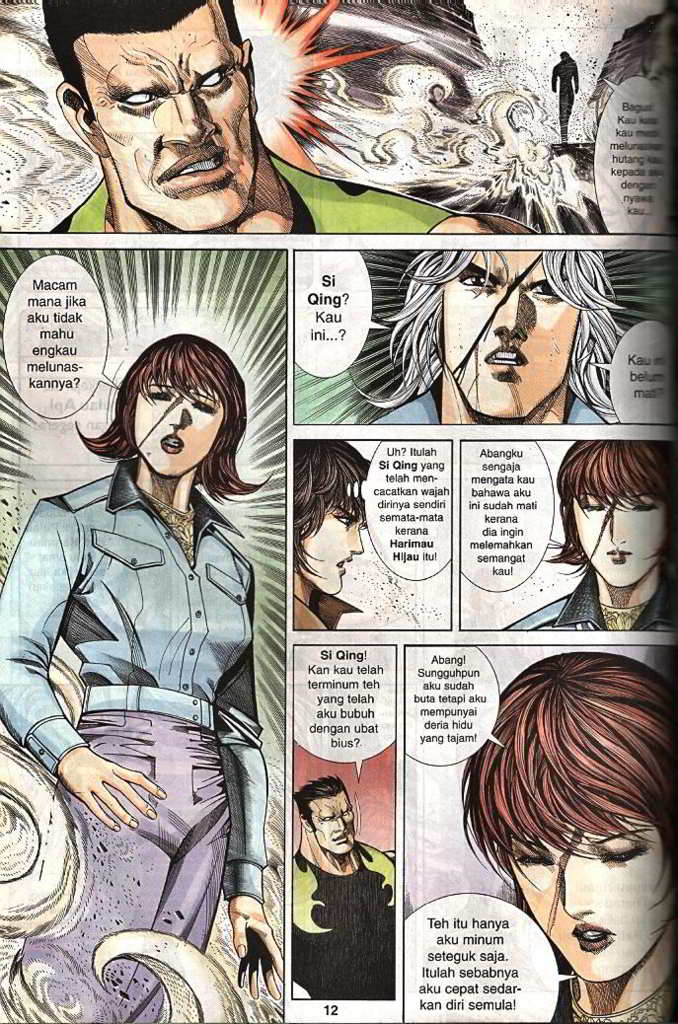 Bagus!
Kau kata
kau mesti
melunaskan
hutang kau
kepada aku
dengan
nyawa
kau...
Macam
mana jika
aku tidak
mahu
engkau
melunas-
kannya?
Si
Qing?
Kau
ini...?
Kau
belum
mati?
Uh? Itulah
Si Qing yang
telah men-
cacatkan wajah
dirinya sendiri
semata-mata
kerana
Harimau
Hijau itu!
Abangku
sengaja
mengata kau
bahawa aku
ini sudah mati
kerana
dia ingin
melemahkan
semangat
kau!
Si Qing!
Kan kau telah
terminum teh
yang telah
aku bubuh
dengan ubat
bius?
Abang!
Sungguhpun
aku sudah
buta tetapi aku
mempunyai
deria hidu
yang tajam!
Teh itu hanya
aku minum
seteguk saja.
Itulah sebabnya
aku cepat sedar-
kan diri semula!
12